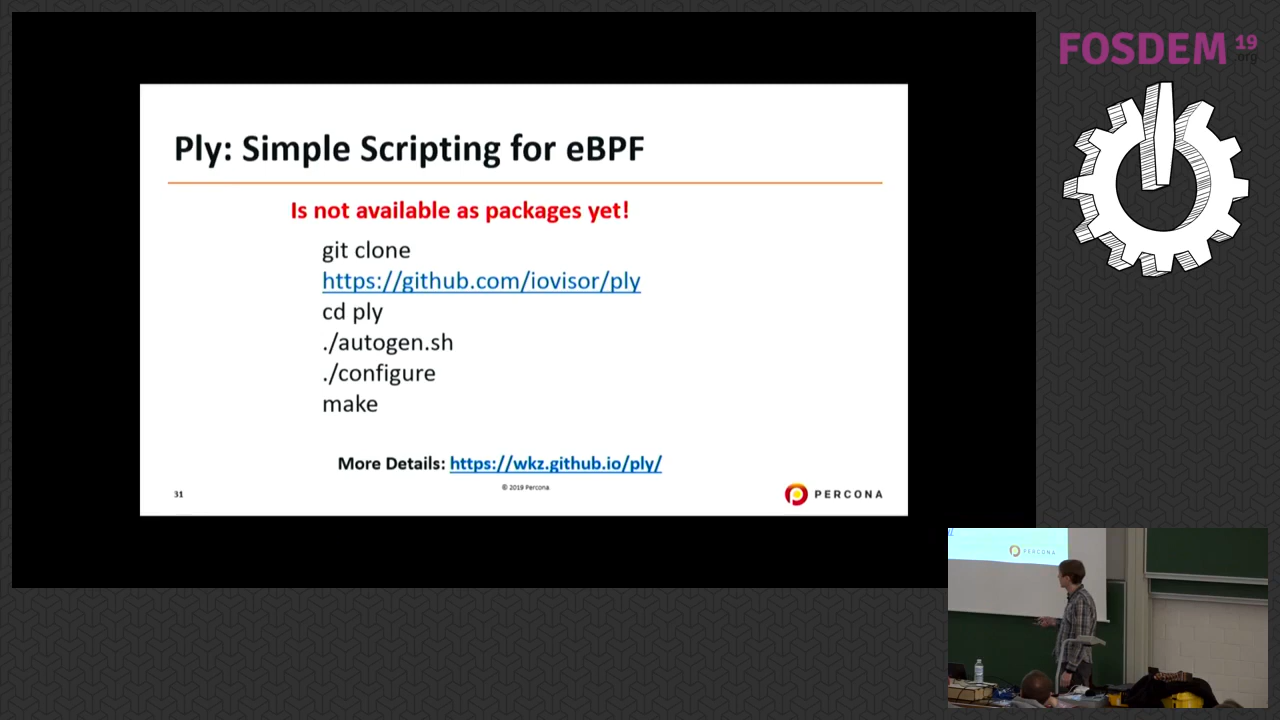 FOSDEM 19
.org
Ply: Simple Scripting for eBPF
Is not available as packages yet!
git clone
https://github.com/iovisor/ply
cd ply
./autogen.sh
./configure
make
More Details: https://wkz.github.io/ply/
31
© 2019 Percona
PERCONA
PERCONA